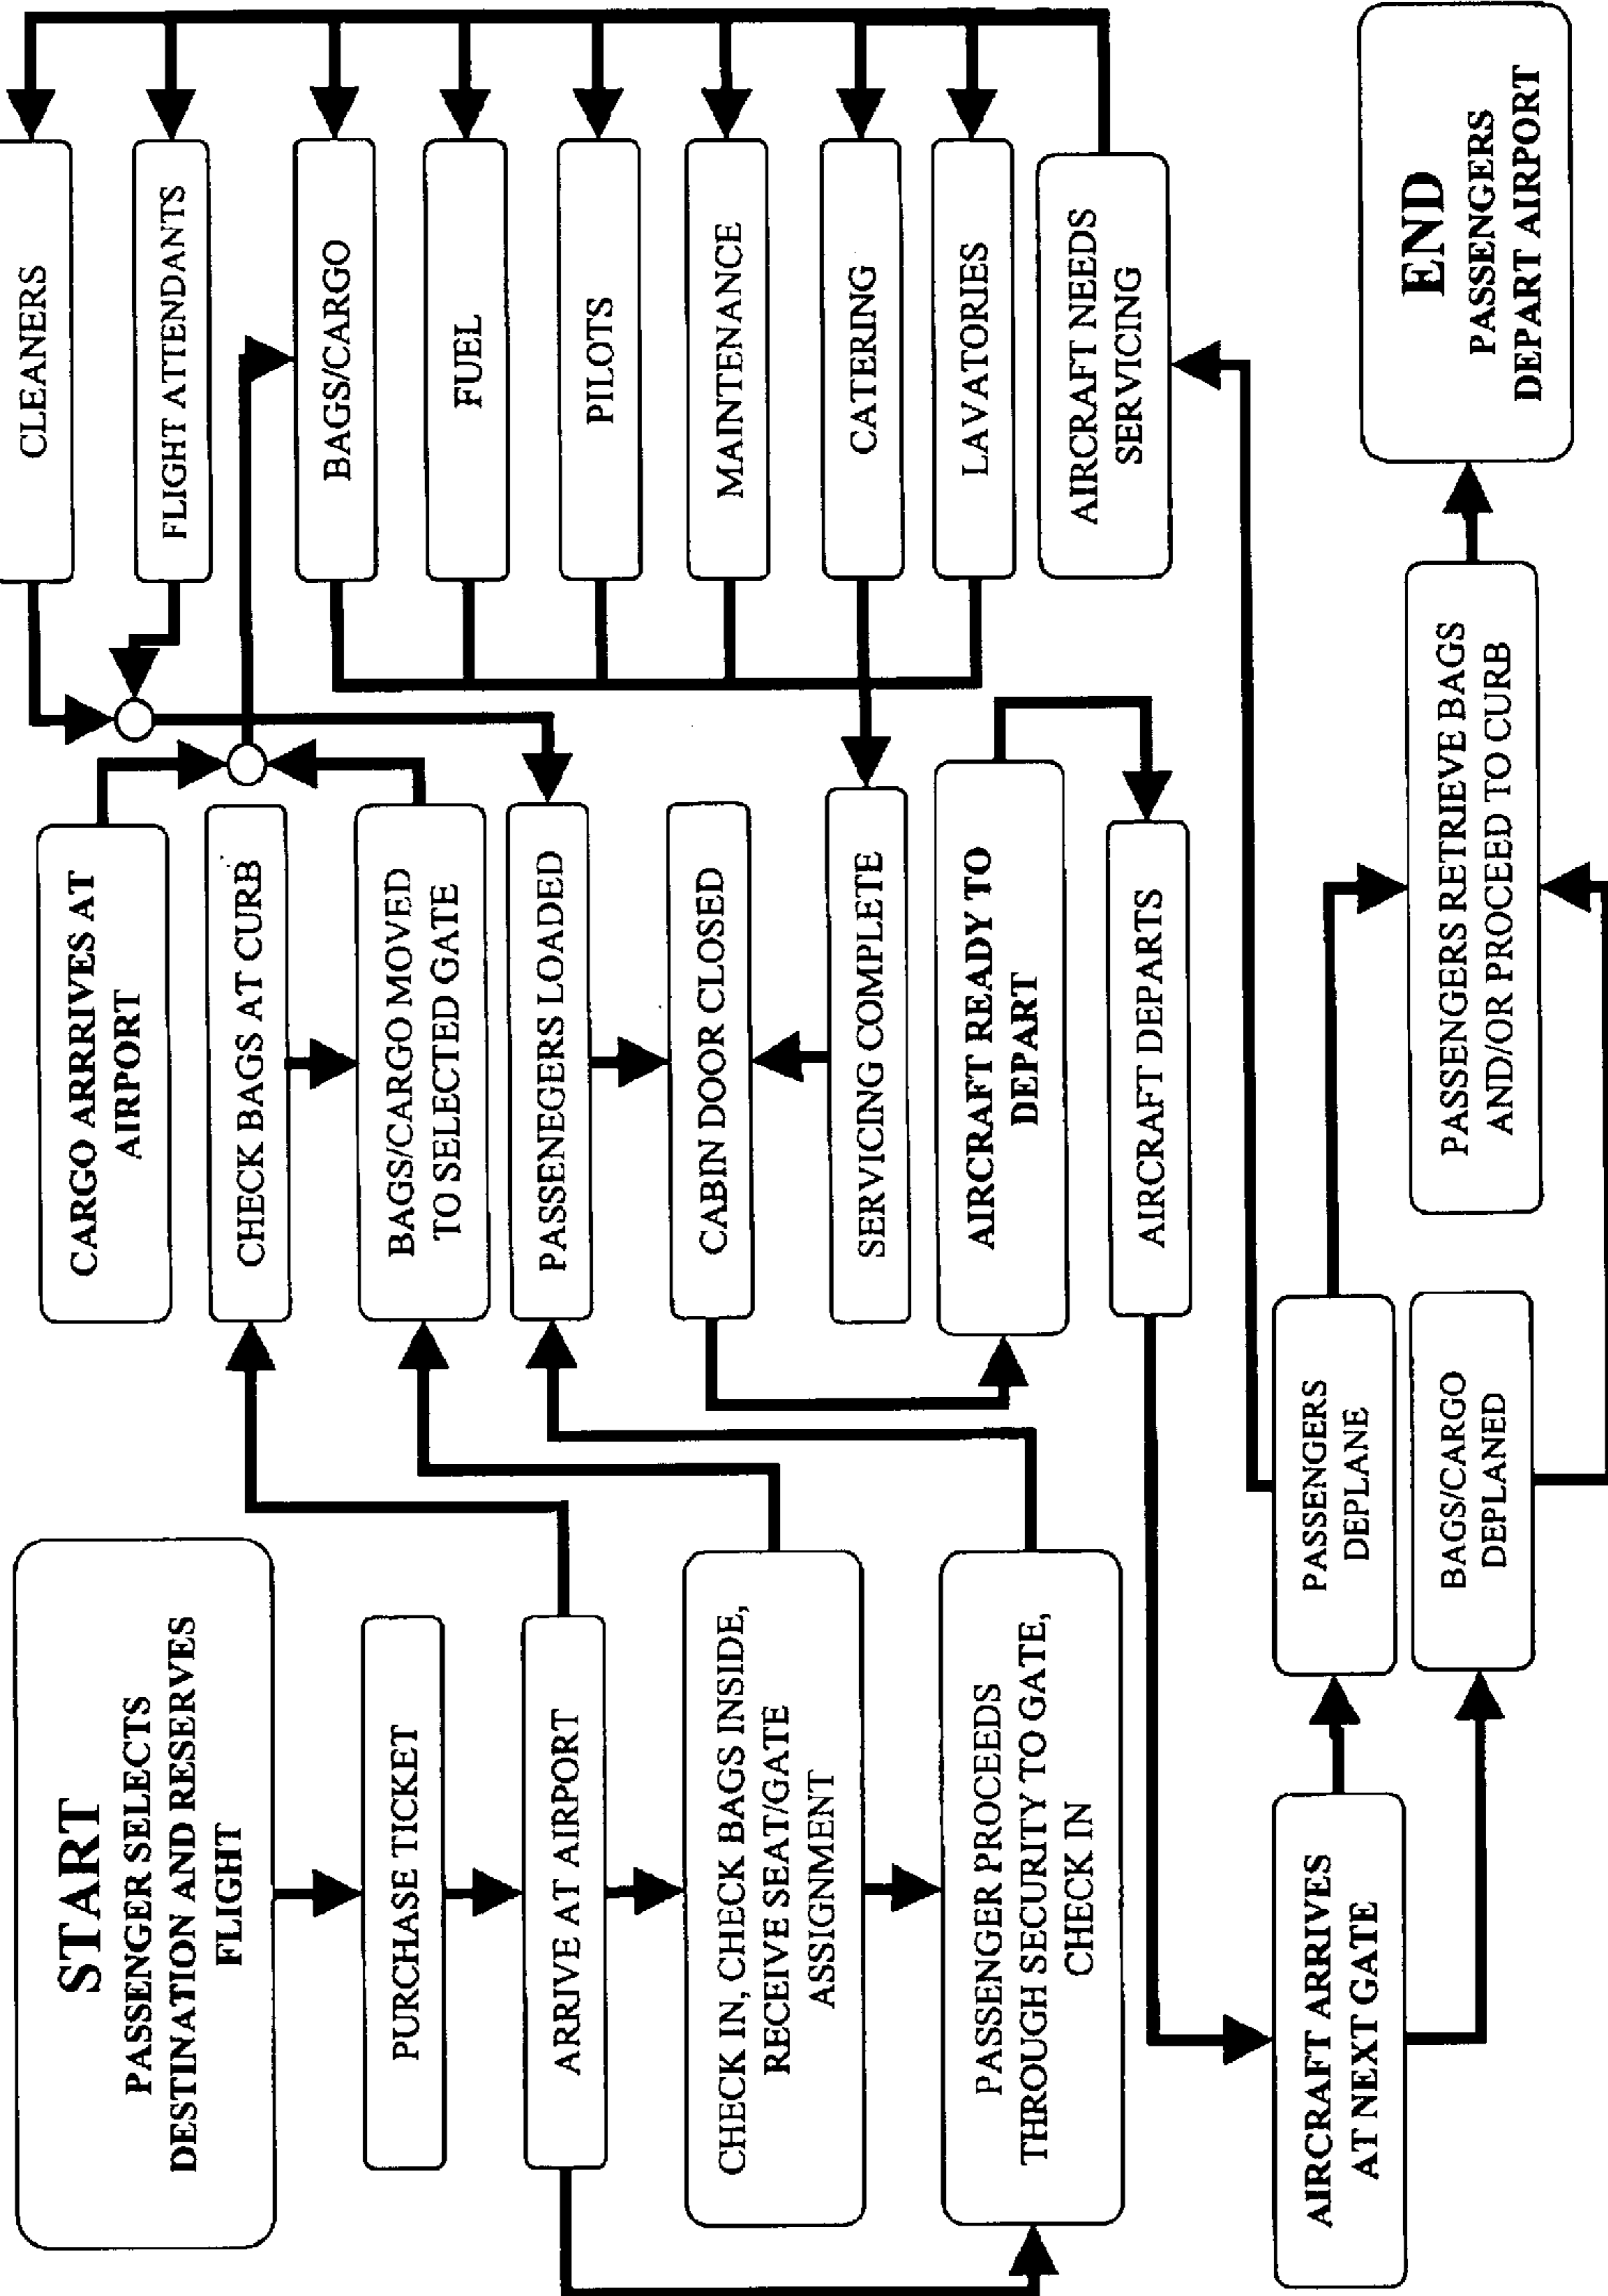 START
PASSENGER SELECTS
DESTINATION AND RESERVES
FLIGHT
PURCHASE TICKET
ARRIVE AT AIRPORT
CHECK IN, CHECK BAGS INSIDE,
RECEIVE SEAT/GATE
ASSIGNMENT
PASSENGER PROCEEDS
THROUGH SECURITY TO GATE,
CHECK IN
CARGO ARRIVES AT
AIRPORT
CHECK BAGS AT CURB
BAGS/CARGO MOVED
TO SELECTED GATE
PASSENEGERS LOADED
CABIN DOOR CLOSED
SERVICING COMPLETE
AIRCRAFT READY TO
DEPART
AIRCRAFT DEPARTS
CLEANERS
FLIGHT ATTENDANTS
BAGS/CARGO
FUEL
PILOTS
MAINTENANCE
CATERING
LAVATORIES
AIRCRAFT NEEDS
SERVICING
AIRCRAFT ARRIVES
AT NEXT GATE
PASSENGERS
DEPLANE
BAGS/CARGO
DEPLANED
PASSENGERS RETRIEVE BAGS
AND/OR PROCEED TO CURB
END
PASSENGERS
DEPART AIRPORT